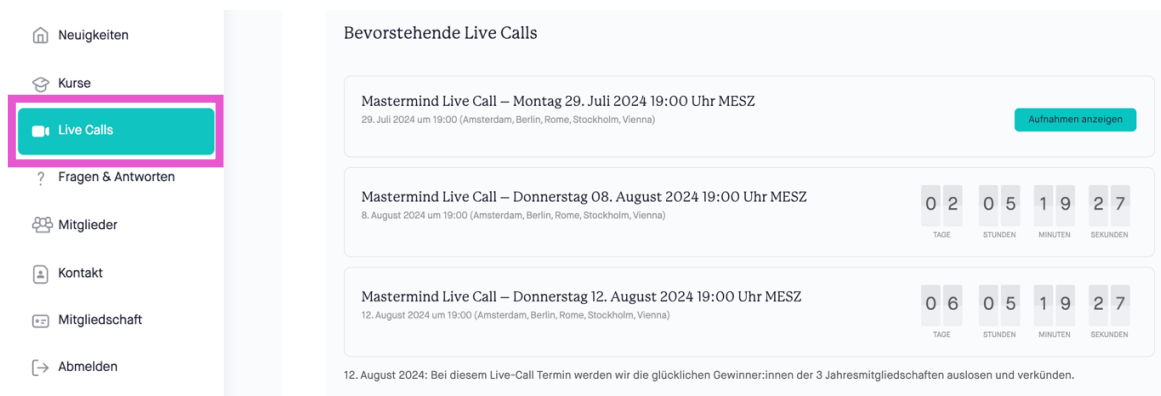 Neuigkeiten
Kurse
Live Calls
Fragen & Antworten
Mitglieder
Kontakt
Mitgliedschaft
Abmelden
Bevorstehende Live Calls
Mastermind Live Call – Montag 29. Juli 2024 19:00 Uhr MESZ
29. Juli 2024 um 19:00 (Amsterdam, Berlin, Rome, Stockholm, Vienna)
Aufnahmen anzeigen
Mastermind Live Call – Donnerstag 08. August 2024 19:00 Uhr MESZ
8. August 2024 um 19:00 (Amsterdam, Berlin, Rome, Stockholm, Vienna)
0 2 0 5 1 9 2 7
TAGE STUNDEN MINUTEN SEKUNDEN
Mastermind Live Call – Donnerstag 12. August 2024 19:00 Uhr MESZ
12. August 2024 um 19:00 (Amsterdam, Berlin, Rome, Stockholm, Vienna)
0 6 0 5 1 9 2 7
TAGE STUNDEN MINUTEN SEKUNDEN
12. August 2024: Bei diesem Live-Call Termin werden wir die glücklichen Gewinner:innen der 3 Jahresmitgliedschaften auslosen und verkünden.